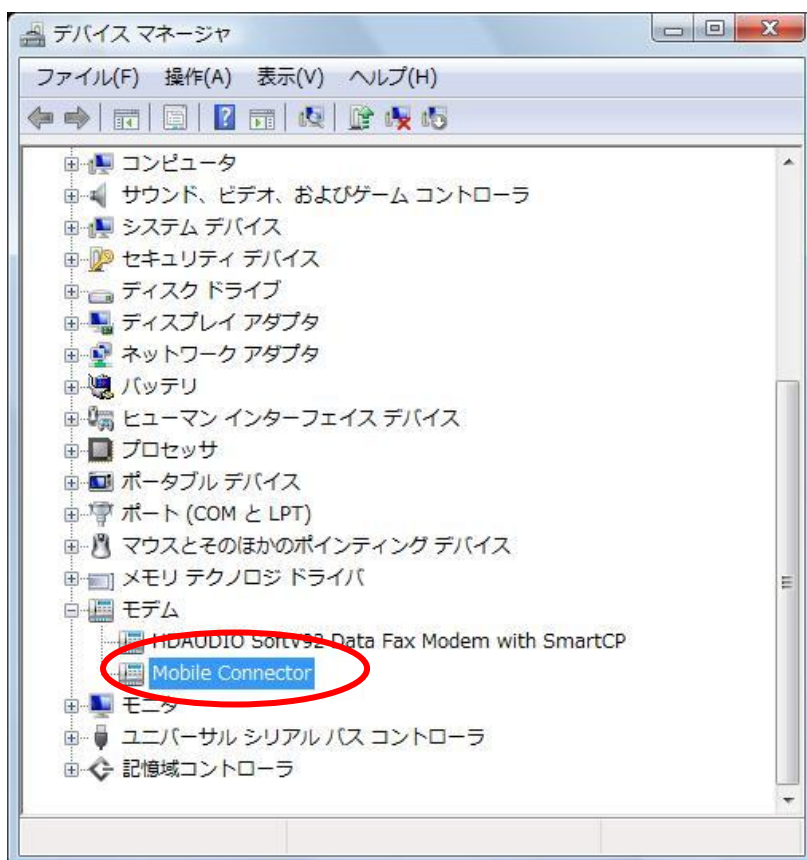 デバイス マネージャ
ファイル(F) 操作(A) 表示(V) ヘルプ(H)
コンピュータ
サウンド、ビデオ、およびゲーム コントローラ
システム デバイス
セキュリティ デバイス
ディスク ドライブ
ディスプレイ アダプタ
ネットワーク アダプタ
バッテリ
ヒューマン インターフェイス デバイス
プロセッサ
ポータブル デバイス
ポート (COM と LPT)
マウスとそのほかのポインティング デバイス
メモリ テクノロジ ドライバ
モデム
HDAUDIO SoftV92 Data Fax Modem with SmartCP
Mobile Connector
モニタ
ユニバーサル シリアル バス コントローラ
記憶域コントローラ